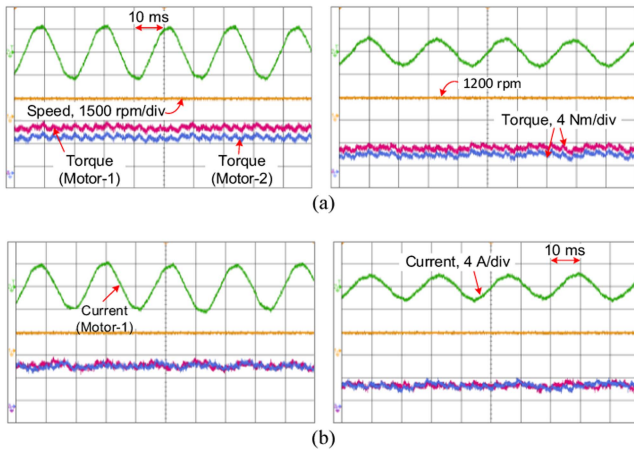 10 ms
Speed, 1500 rpm/div
Torque
(Motor-1)
Torque
(Motor-2)
1200 rpm
Torque, 4 Nm/div
(a)
Current
(Motor-1)
Current, 4 A/div
10 ms
(b)